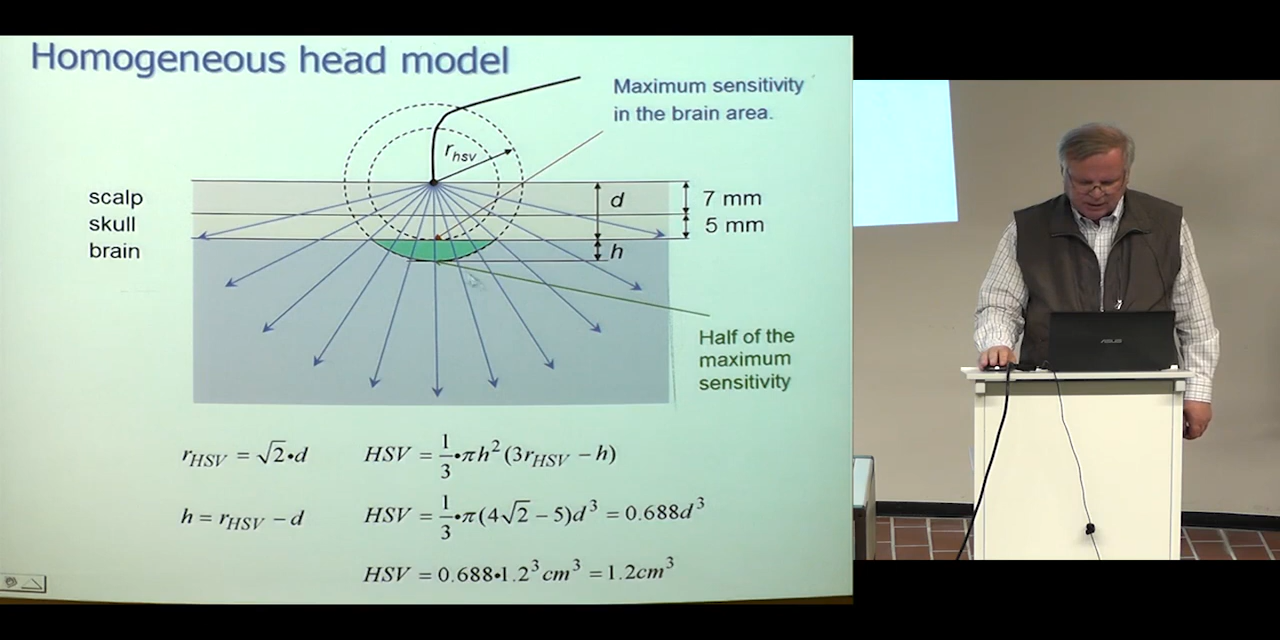 Homogeneous head model
Maximum sensitivity
in the brain area.
r_hsv
scalp
skull
brain
d
7 mm
5 mm
h
Half of the
maximum
sensitivity
r_HSV = √2•d
HSV = 1/3 •πh²(3r_HSV − h)
h = r_HSV − d
HSV = 1/3 •π(4√2 − 5)d³ = 0.688d³
HSV = 0.688•1.2³cm³ = 1.2cm³
ASUS